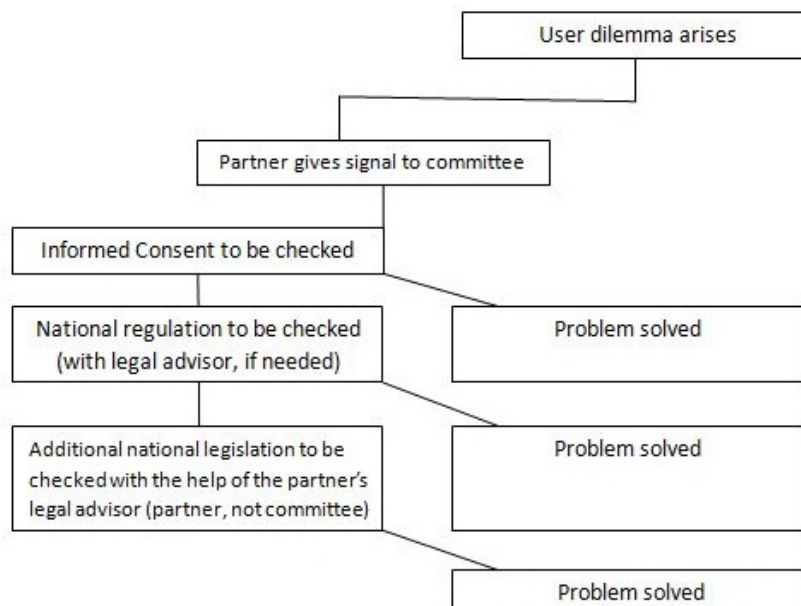 User dilemma arises
Partner gives signal to committee
Informed Consent to be checked
National regulation to be checked
(with legal advisor, if needed)
Problem solved
Additional national legislation to be
checked with the help of the partner's
legal advisor (partner, not committee)
Problem solved
Problem solved